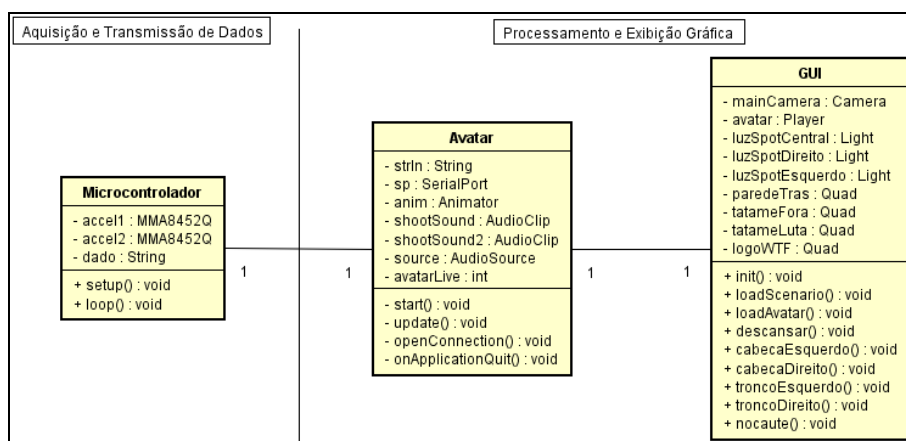 Aquisição e Transmissão de Dados
Processamento e Exibição Gráfica
Microcontrolador
- accel1 : MMA8452Q
- accel2 : MMA8452Q
- dado : String
+ setup() : void
+ loop() : void
1
1
Avatar
- strIn : String
- sp : SerialPort
- anim : Animator
- shootSound : AudioClip
- shootSound2 : AudioClip
- source : AudioSource
- avatarLive : int
- start() : void
- update() : void
- openConnection() : void
- onApplicationQuit() : void
1
1
GUI
- mainCamera : Camera
- avatar : Player
- luzSpotCentral : Light
- luzSpotDireito : Light
- luzSpotEsquerdo : Light
- paredeTras : Quad
- tatameFora : Quad
- tatameLuta : Quad
- logoWTF : Quad
+ init() : void
+ loadScenario() : void
+ loadAvatar() : void
+ descansar() : void
+ cabecaEsquerdo() : void
+ cabecaDireito() : void
+ troncoEsquerdo() : void
+ troncoDireito() : void
+ nocaute() : void